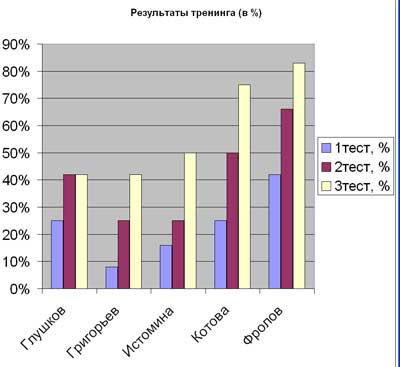 Результаты тренинга (в %)
90%
80%
70%
60%
50%
40%
30%
20%
10%
0%
1тест, %
2тест, %
3тест, %
Глушков
Григорьев
Истомина
Котова
Фролов